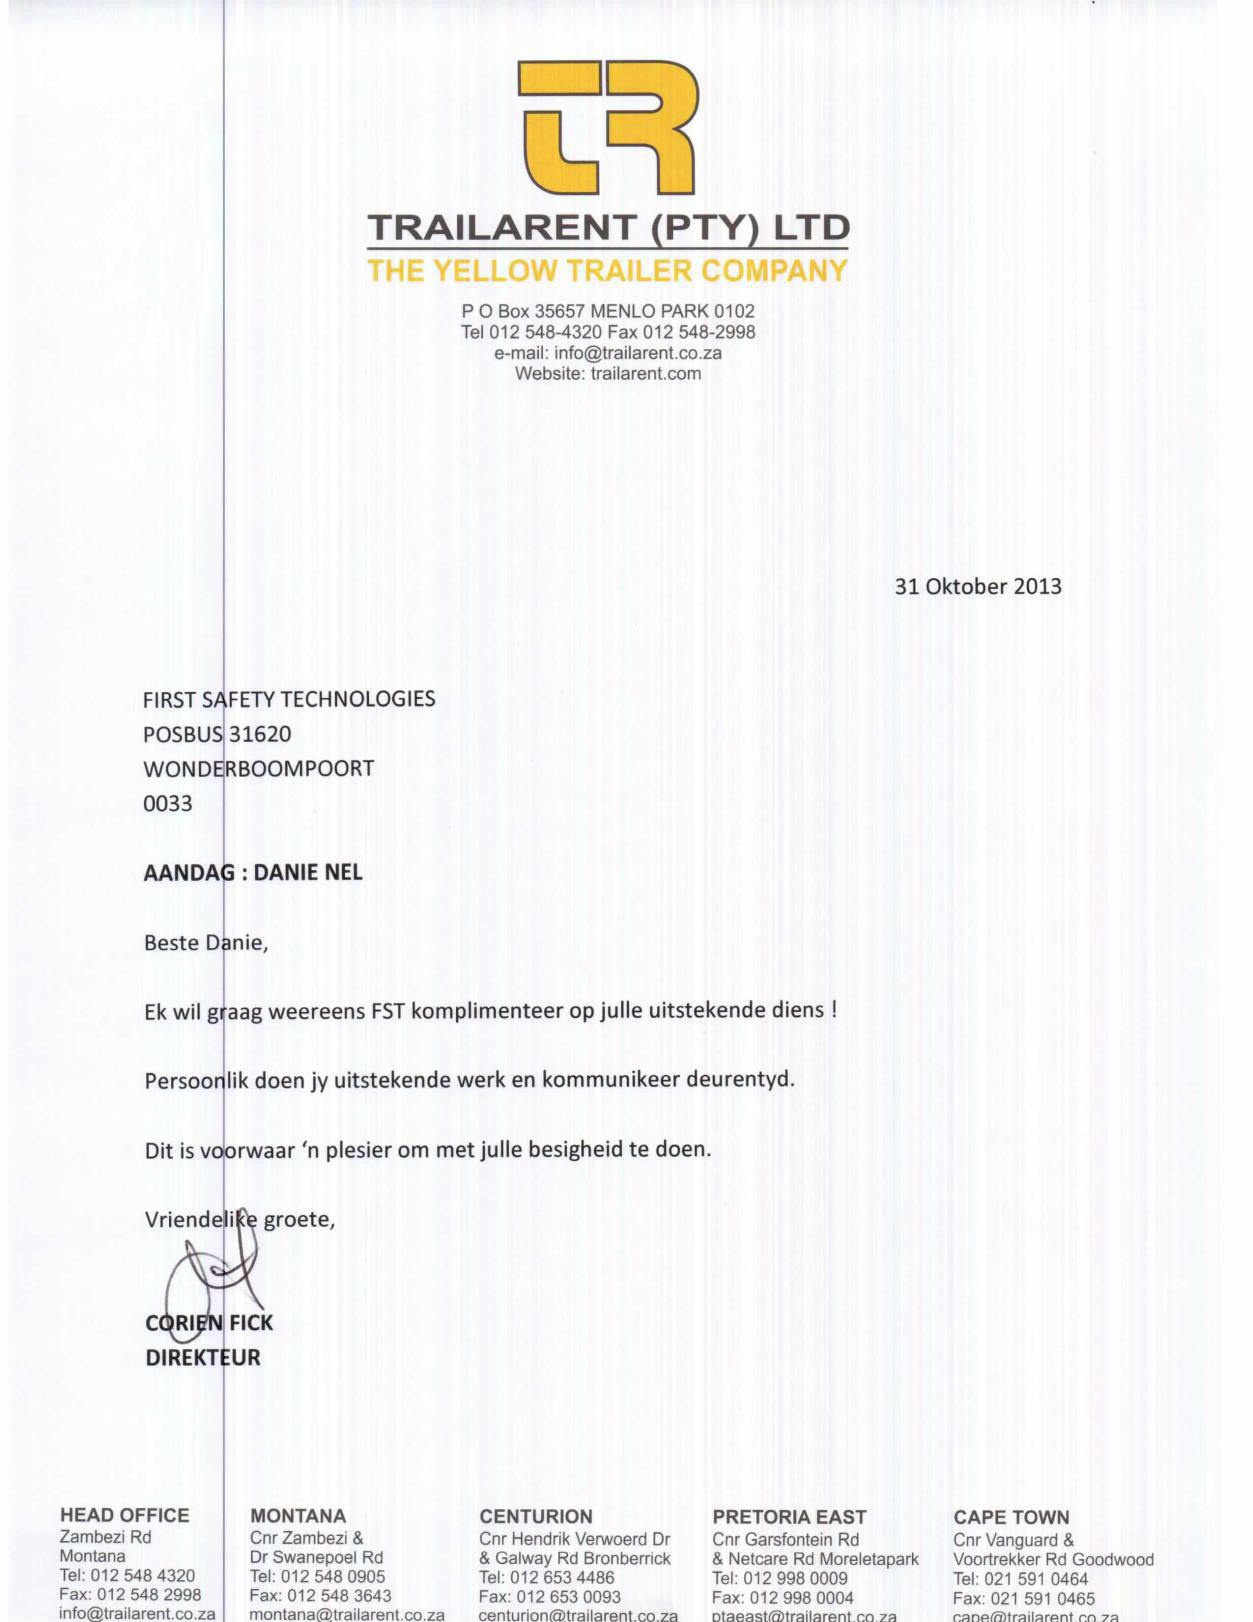 TR
TRAILARENT (PTY) LTD
THE YELLOW TRAILER COMPANY
P O Box 35657 MENLO PARK 0102
Tel 012 548-4320 Fax 012 548-2998
e-mail: info@trailarent.co.za
Website: trailarent.com
31 Oktober 2013
FIRST SAFETY TECHNOLOGIES
POSBUS 31620
WONDERBOOMPOORT
0033
AANDAG : DANIE NEL
Beste Danie,
Ek wil graag weereens FST komplimenteer op julle uitstekende diens !
Persoonlik doen jy uitstekende werk en kommunikeer deurentyd.
Dit is voorwaar ‘n plesier om met julle besigheid te doen.
Vriendelike groete,
CORIEN FICK
DIREKTEUR
HEAD OFFICE
Zambezi Rd
Montana
Tel: 012 548 4320
Fax: 012 548 2998
info@trailarent.co.za
MONTANA
Cnr Zambezi &
Dr Swanepoel Rd
Tel: 012 548 0905
Fax: 012 548 3643
montana@trailarent.co.za
CENTURION
Cnr Hendrik Verwoerd Dr
& Galway Rd Bronberrick
Tel: 012 653 4486
Fax: 012 653 0093
centurion@trailarent.co.za
PRETORIA EAST
Cnr Garsfontein Rd
& Netcare Rd Moreletapark
Tel: 012 998 0009
Fax: 012 998 0004
ptaeast@trailarent.co.za
CAPE TOWN
Cnr Vanguard &
Voortrekker Rd Goodwood
Tel: 021 591 0464
Fax: 021 591 0465
cape@trailarent.co.za